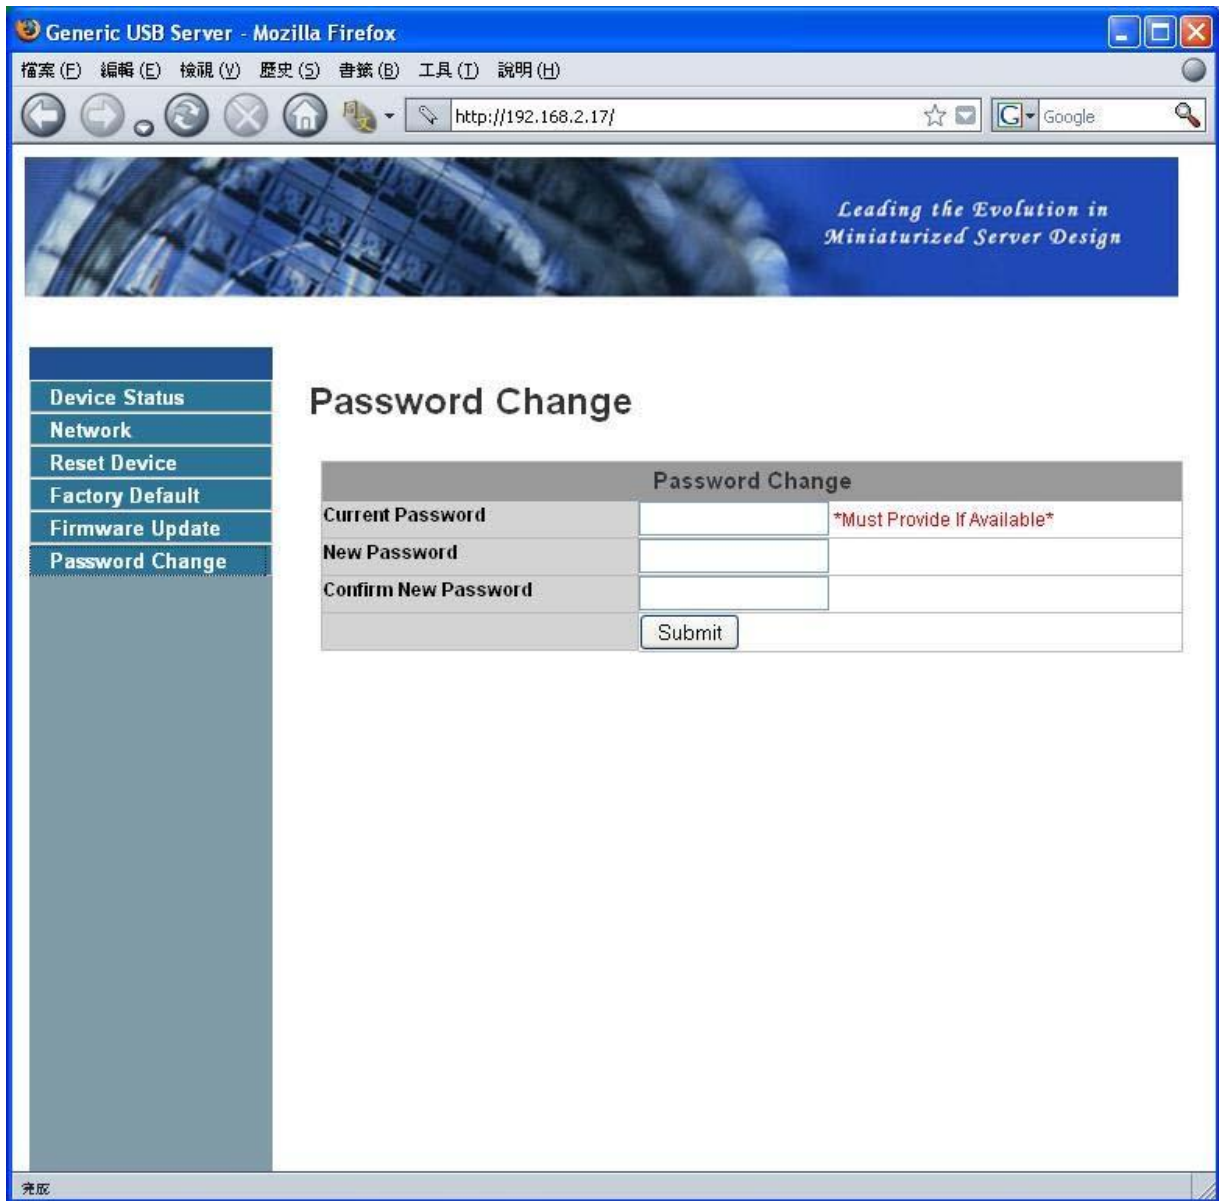 Generic USB Server - Mozilla Firefox
檔案(F) 編輯(E) 檢視(V) 歷史(S) 書籤(B) 工具(T) 說明(H)
http://192.168.2.17/ G Google
Leading the Evolution in
Miniaturized Server Design
Device Status
Network
Reset Device
Factory Default
Firmware Update
Password Change
Password Change
Password Change
Current Password *Must Provide If Available*
New Password
Confirm New Password
Submit
完成